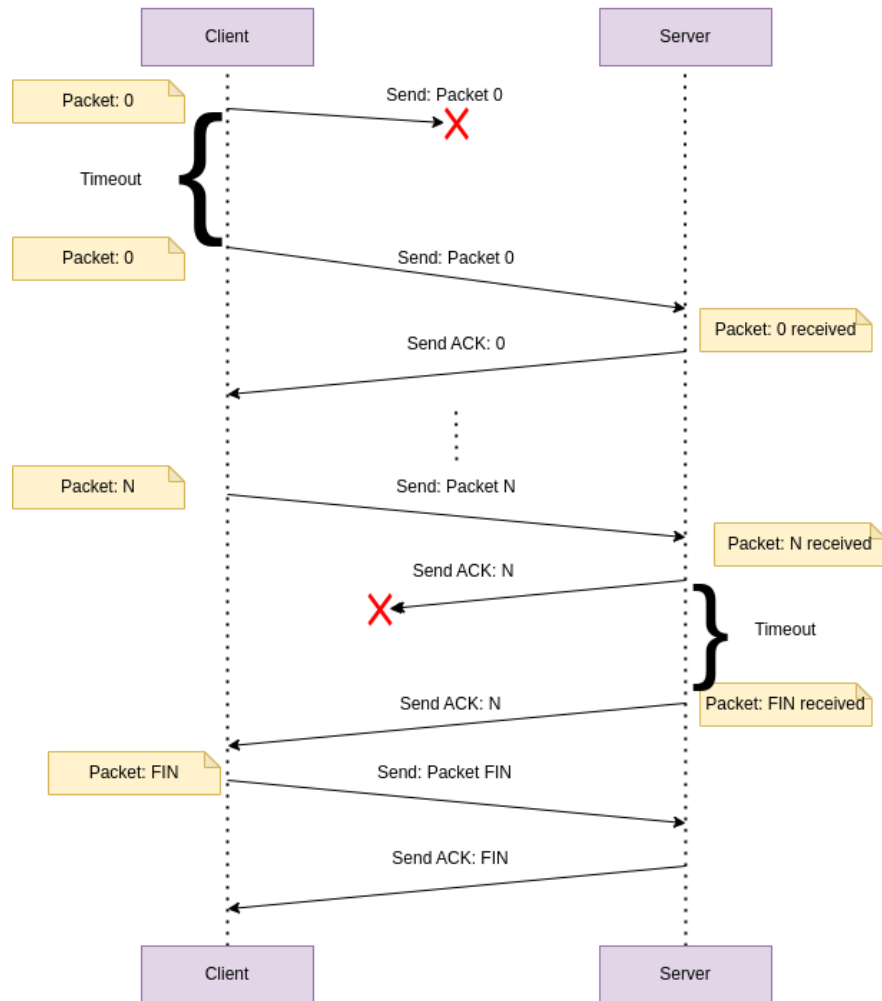 Client
Server
Packet: 0
Send: Packet 0
Timeout
Packet: 0
Send: Packet 0
Packet: 0 received
Send ACK: 0
Packet: N
Send: Packet N
Packet: N received
Send ACK: N
Timeout
Send ACK: N
Packet: FIN received
Packet: FIN
Send: Packet FIN
Send ACK: FIN
Client
Server